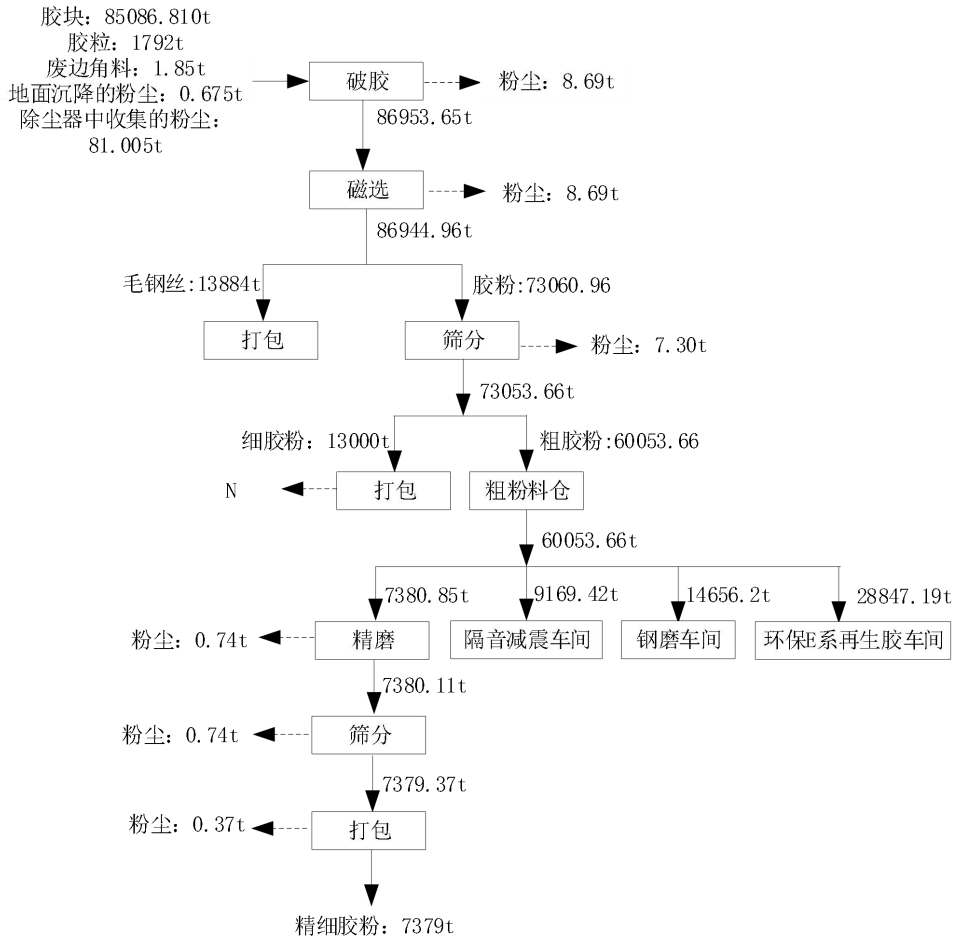 胶块：85086.810t
胶粒：1792t
废边角料：1.85t
地面沉降的粉尘：0.675t
除尘器中收集的粉尘：
81.005t
破胶
粉尘：8.69t
86953.65t
磁选
粉尘：8.69t
86944.96t
毛钢丝:13884t
胶粉:73060.96
打包
筛分
粉尘：7.30t
73053.66t
细胶粉：13000t
粗胶粉:60053.66
N
打包
粗粉料仓
60053.66t
7380.85t
9169.42t
14656.2t
28847.19t
粉尘：0.74t
精磨
隔音减震车间
钢磨车间
环保E系再生胶车间
7380.11t
粉尘：0.74t
筛分
7379.37t
粉尘：0.37t
打包
精细胶粉：7379t